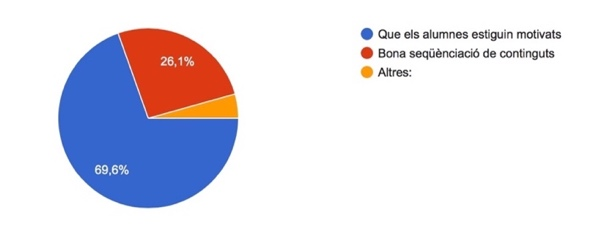 26,1%
69,6%
Que els alumnes estiguin motivats
Bona seqüènciació de continguts
Altres: